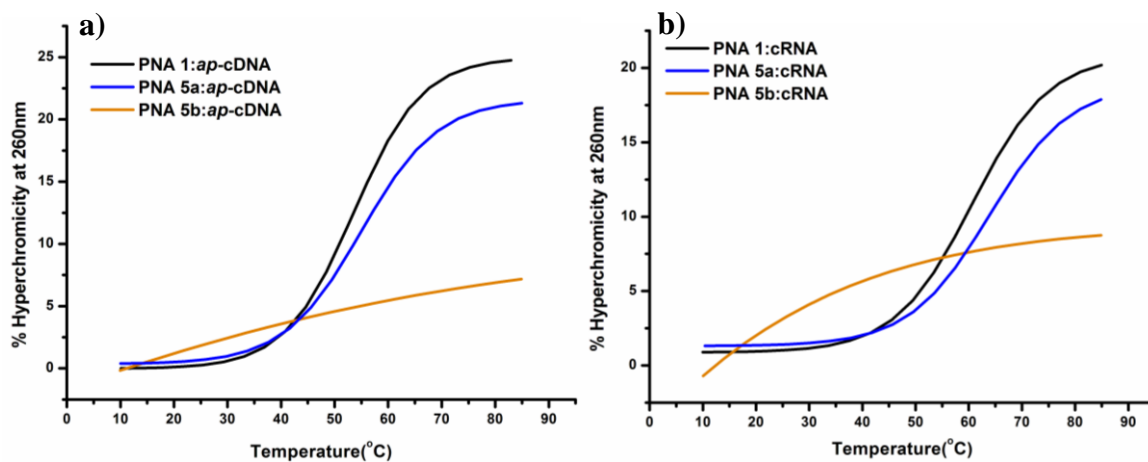 a)
PNA 1:ap-cDNA
PNA 5a:ap-cDNA
PNA 5b:ap-cDNA
% Hyperchromicity at 260nm
25
20
15
10
5
0
0 10 20 30 40 50 60 70 80 90
Temperature(°C)
b)
PNA 1:cRNA
PNA 5a:cRNA
PNA 5b:cRNA
% Hyperchromicity at 260nm
20
15
10
5
0
0 10 20 30 40 50 60 70 80 90
Temperature(°C)